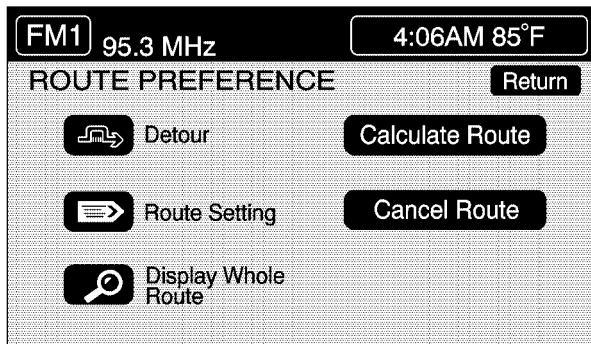 FM1 95.3 MHz 4:06AM 85°F
ROUTE PREFERENCE Return
Detour Calculate Route
Route Setting Cancel Route
Display Whole
Route